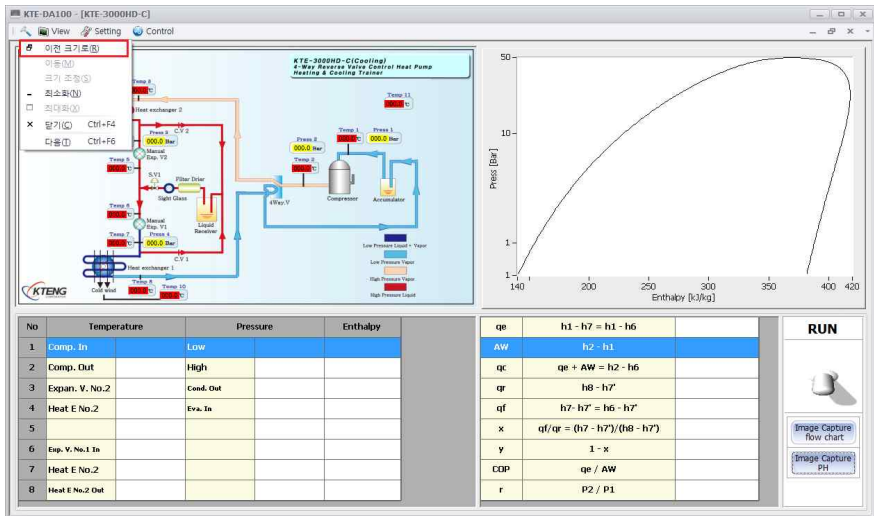 KTE-DA100 - [KTE-3000HD-C]
View Setting Control
이전 크기로(R)
이동(M)
크기 조정(S)
최소화(N)
최대화(X)
닫기(C) Ctrl+F4
다음(T) Ctrl+F6
KTE-3000HD-C(Cooling)
4-Way Reverse Valve Control Heat Pump
Heating & Cooling Trainer
Temp 11
Heat exchanger 2
Press 3
C.V 2
000.0 Bar
Manual
Exp. V2
Temp 5
S.V1
Filter Drier
Sight Glass
Temp 6
Manual
Exp. V1
Liquid
Receiver
Temp 7
Press 4
000.0 Bar
C.V 1
Heat exchanger 1
Cold wind
Temp 10
KTENG
Press 2
000.0 Bar
Temp 2
Temp 1
Press 1
000.0 Bar
4Way.V
Compressor
Accumulator
Low Pressure Liquid + Vapor
Low Pressure Vapor
High Pressure Vapor
High Pressure Liquid
Press [Bar]
50
10
1
1
140 200 250 300 350 400 420
Enthalpy [kJ/kg]
No Temperature Pressure Enthalpy
1 Comp. In Low
2 Comp. Out High
3 Expan. V. No.2 Cond. Out
4 Heat E No.2 Eva. In
5
6 Exp. V. No.1 In
7 Heat E No.2
8 Heat E No.2 Out
qe h1 - h7 = h1 - h6
AW h2 - h1
qc qe + AW = h2 - h6
qr h8 - h7'
qf h7- h7' = h6 - h7'
x qf/qr = (h7 - h7')/(h8 - h7')
y 1 - x
COP qe / AW
r P2 / P1
RUN
Image Capture
flow chart
Image Capture
PH